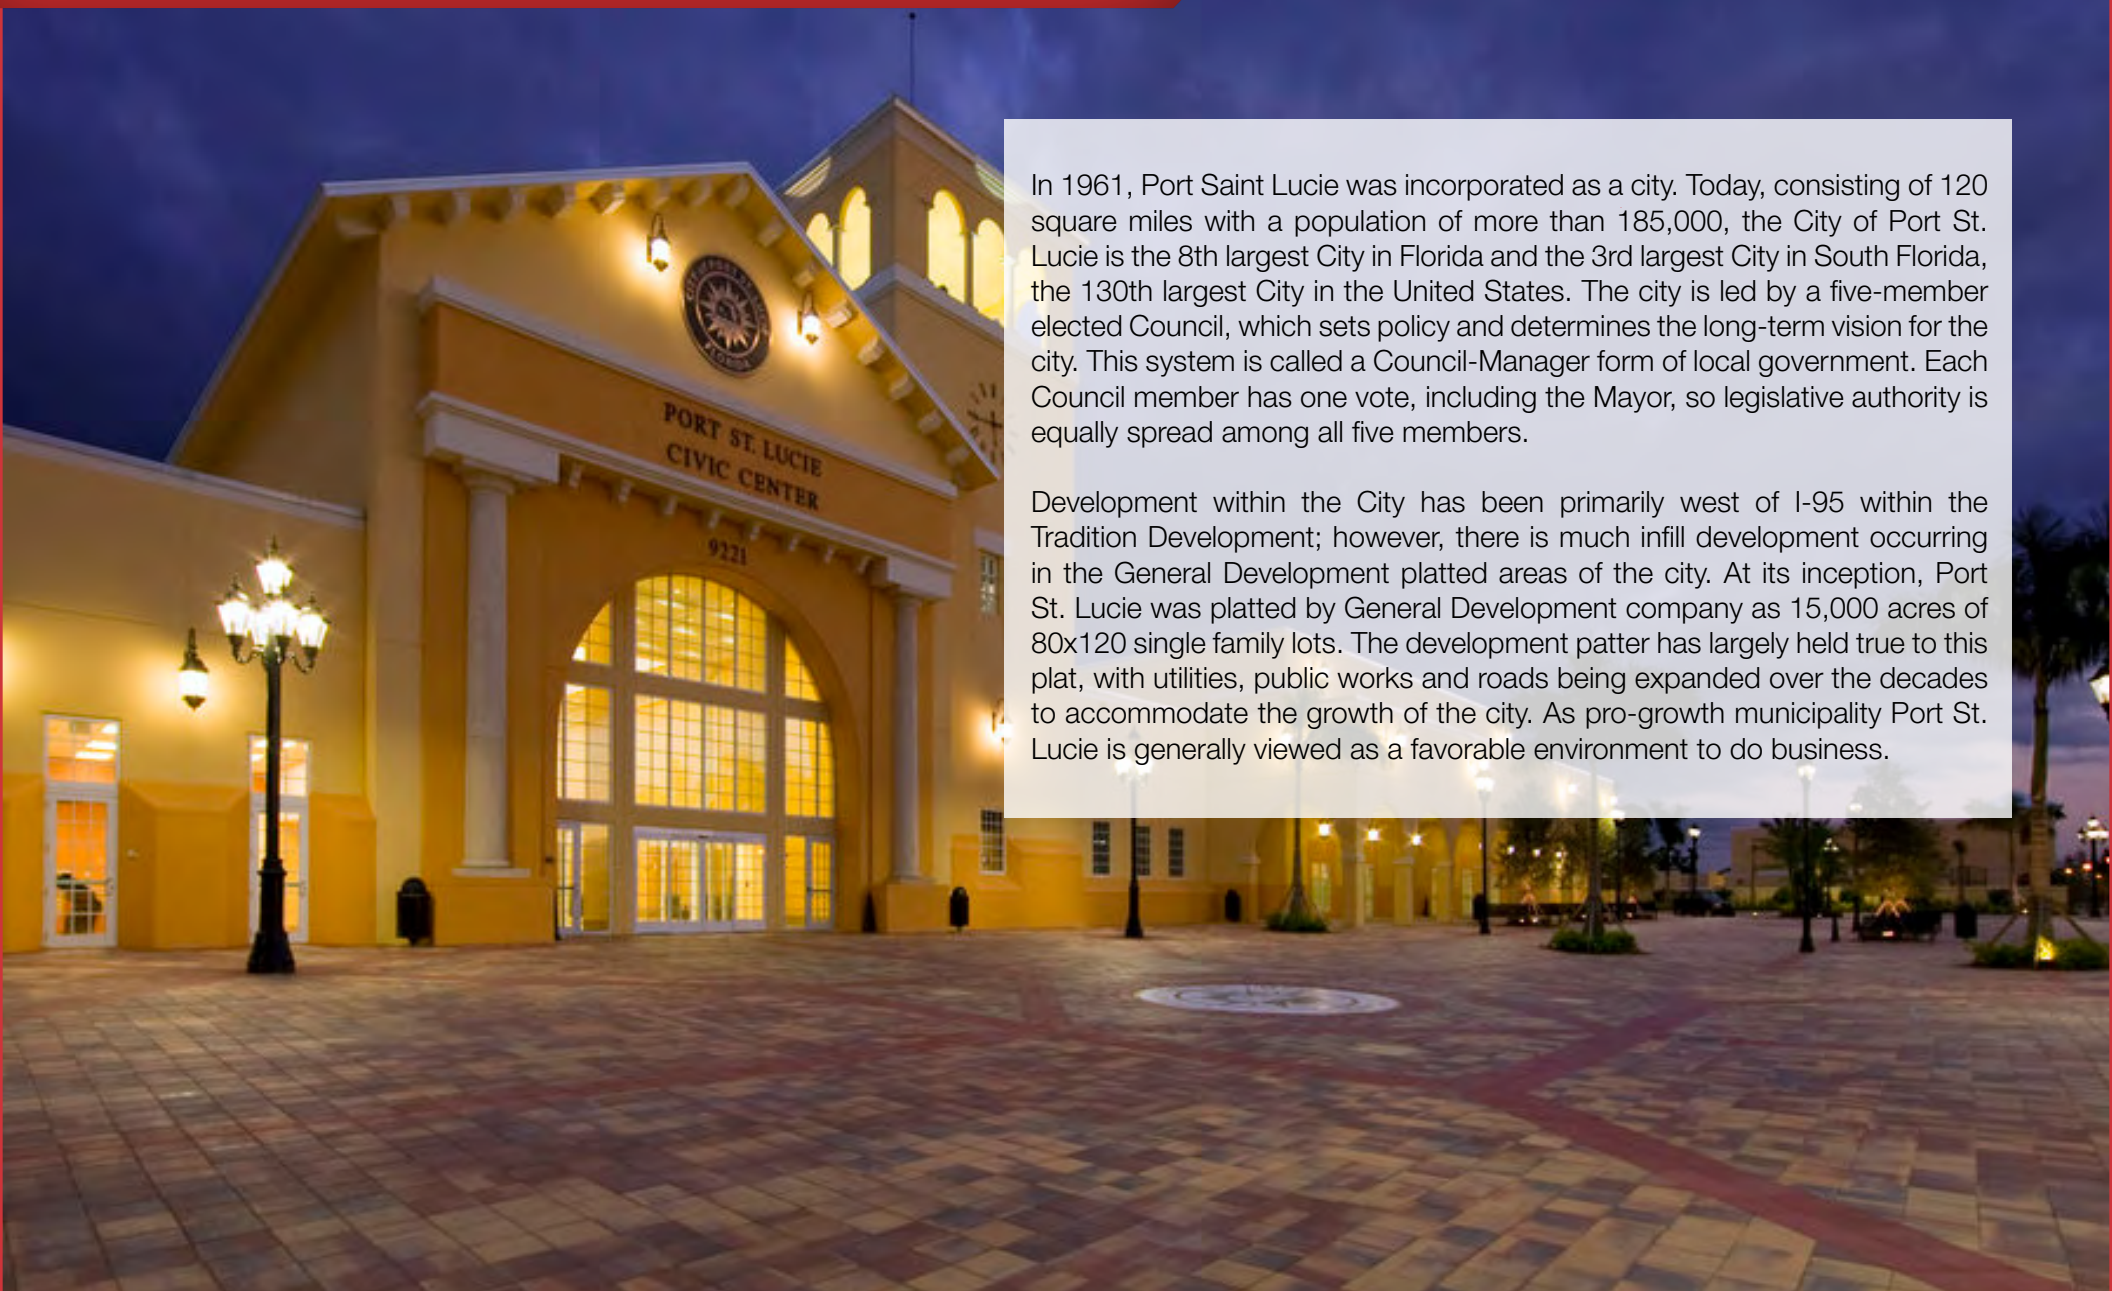 In 1961, Port Saint Lucie was incorporated as a city. Today, consisting of 120
square miles with a population of more than 185,000, the City of Port St.
Lucie is the 8th largest City in Florida and the 3rd largest City in South Florida,
the 130th largest City in the United States. The city is led by a five-member
elected Council, which sets policy and determines the long-term vision for the
city. This system is called a Council-Manager form of local government. Each
Council member has one vote, including the Mayor, so legislative authority is
equally spread among all five members.
Development within the City has been primarily west of I-95 within the
Tradition Development; however, there is much infill development occurring
in the General Development platted areas of the city. At its inception, Port
St. Lucie was platted by General Development company as 15,000 acres of
80x120 single family lots. The development patter has largely held true to this
plat, with utilities, public works and roads being expanded over the decades
to accommodate the growth of the city. As pro-growth municipality Port St.
Lucie is generally viewed as a favorable environment to do business.
FLORIDA
PORT ST. LUCIE
CIVIC CENTER
9221